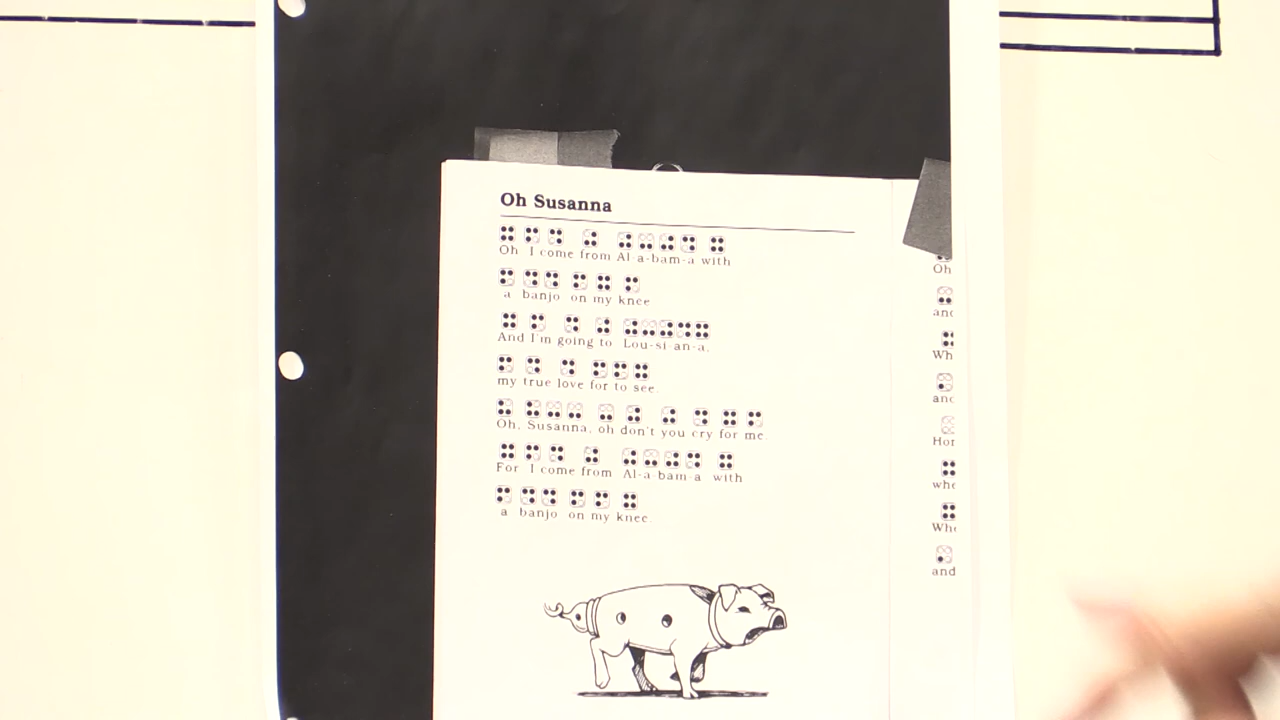 Oh Susanna
Oh I come from Al-a-bam-a with
a banjo on my knee
And I'm going to Lou-si-an-a,
my true love for to see.
Oh, Susanna, oh don't you cry for me.
For I come from Al-a-bam-a with
a banjo on my knee.
Oh
and
Wh
and
Hor
whe
Whe
and